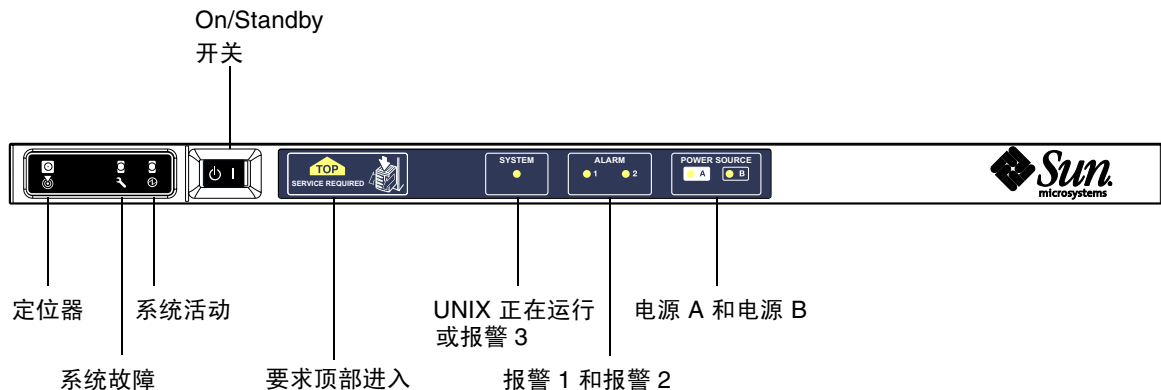 On/Standby
开关
TOP
SERVICE REQUIRED
SYSTEM
ALARM
1 2
POWER SOURCE
A B
Sun.
microsystems
定位器
系统活动
UNIX 正在运行
或报警 3
电源 A 和电源 B
系统故障
要求顶部进入
报警 1 和报警 2